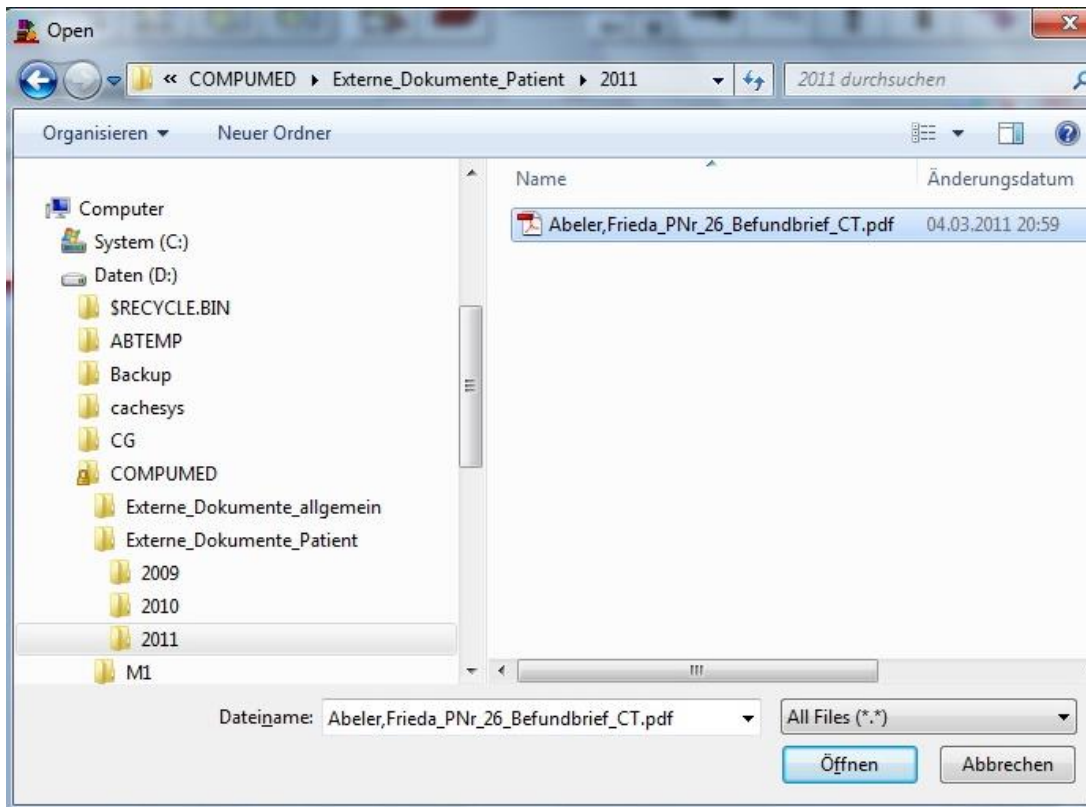 Open
« COMPUMED ▸ Externe_Dokumente_Patient ▸ 2011
2011 durchsuchen
Organisieren
Neuer Ordner
Name
Änderungsdatum
Computer
System (C:)
Daten (D:)
$RECYCLE.BIN
ABTEMP
Backup
cachesys
CG
COMPUMED
Externe_Dokumente_allgemein
Externe_Dokumente_Patient
2009
2010
2011
M1
Abeler,Frieda_PNr_26_Befundbrief_CT.pdf 04.03.2011 20:59
Dateiname: Abeler,Frieda_PNr_26_Befundbrief_CT.pdf
All Files (*.*)
Öffnen
Abbrechen